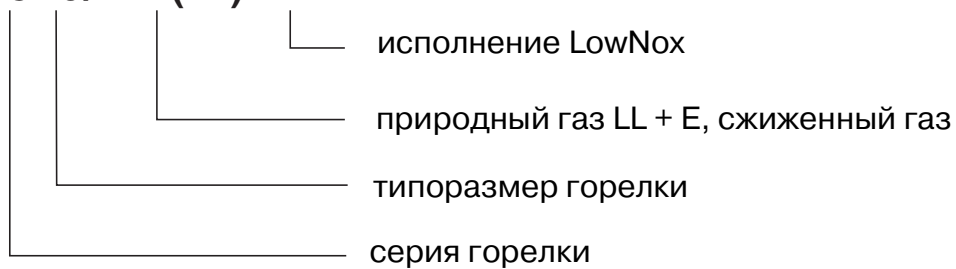 исполнение LowNox
природный газ LL + E, сжиженный газ
типоразмер горелки
серия горелки